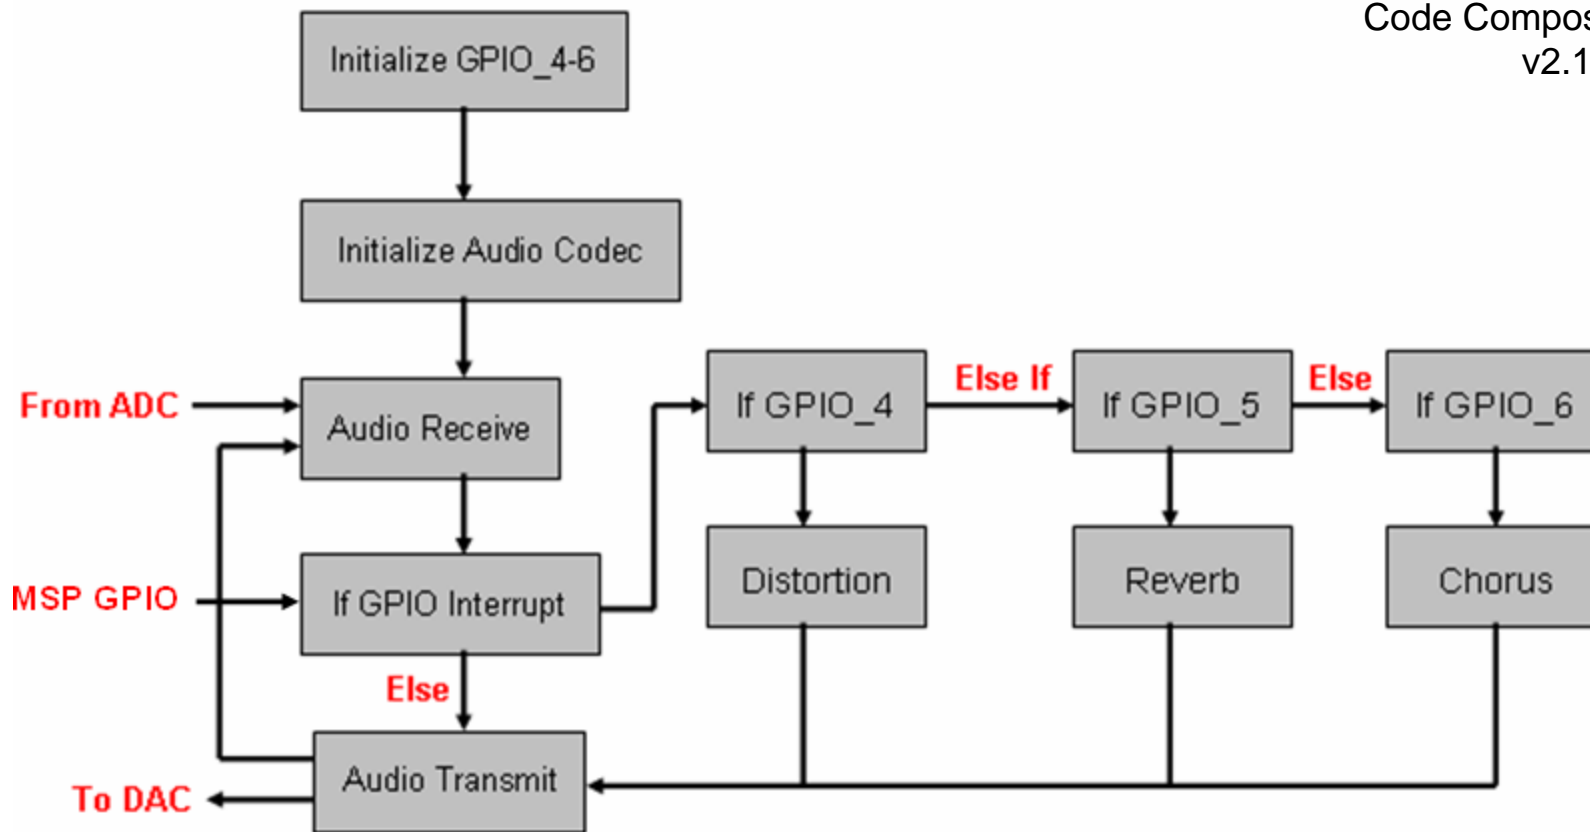 Code Compos
v2.1
Initialize GPIO_4-6
Initialize Audio Codec
From ADC
Audio Receive
If GPIO_4
Else If
If GPIO_5
Else
If GPIO_6
MSP GPIO
If GPIO Interrupt
Distortion
Reverb
Chorus
Else
Audio Transmit
To DAC